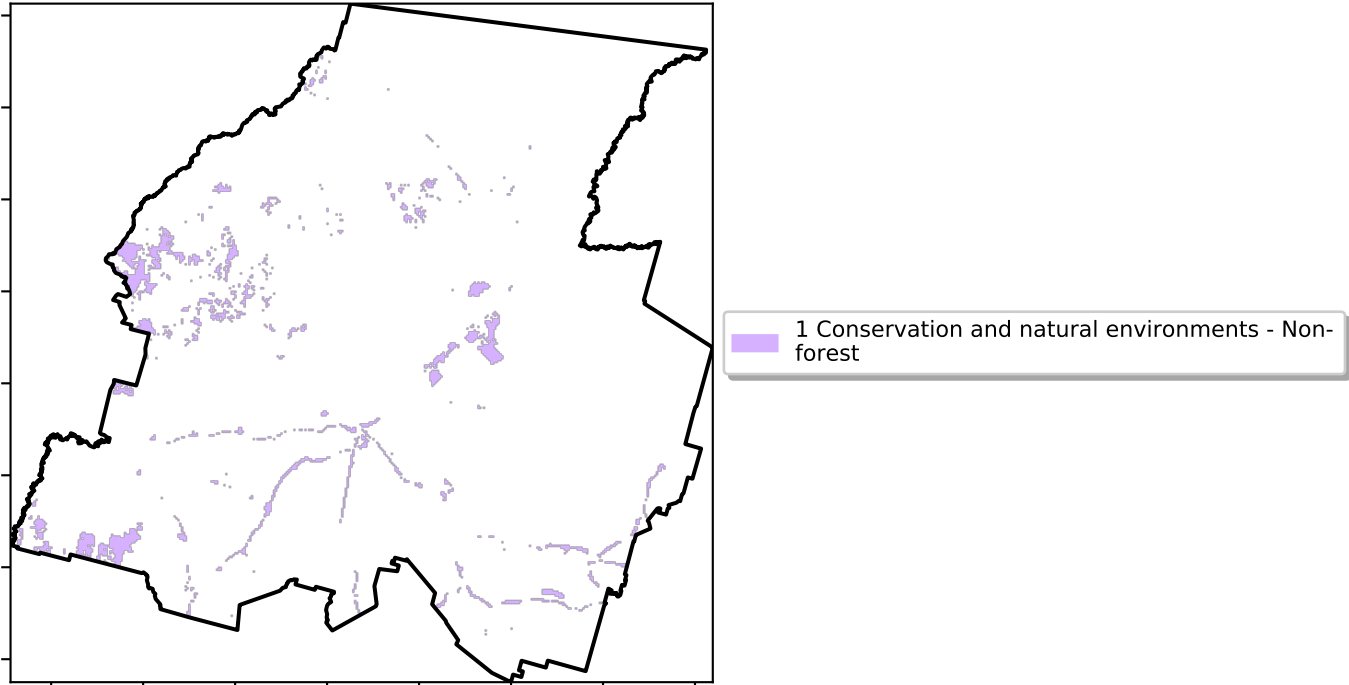 1 Conservation and natural environments - Non-
forest